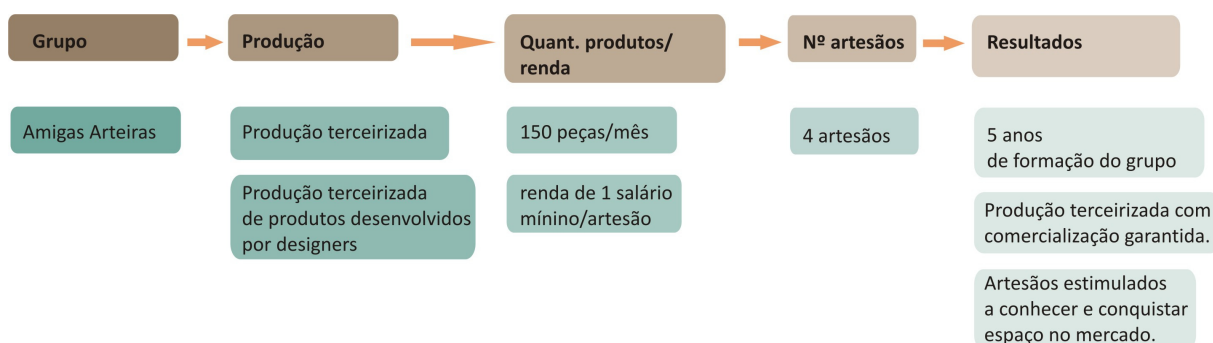 Grupo
Produção
Quant. produtos/
renda
Nº artesãos
Resultados
Amigas Arteiras
Produção terceirizada
Produção terceirizada
de produtos desenvolvidos
por designers
150 peças/mês
renda de 1 salário
mínino/artesão
4 artesãos
5 anos
de formação do grupo
Produção terceirizada com
comercialização garantida.
Artesãos estimulados
a conhecer e conquistar
espaço no mercado.